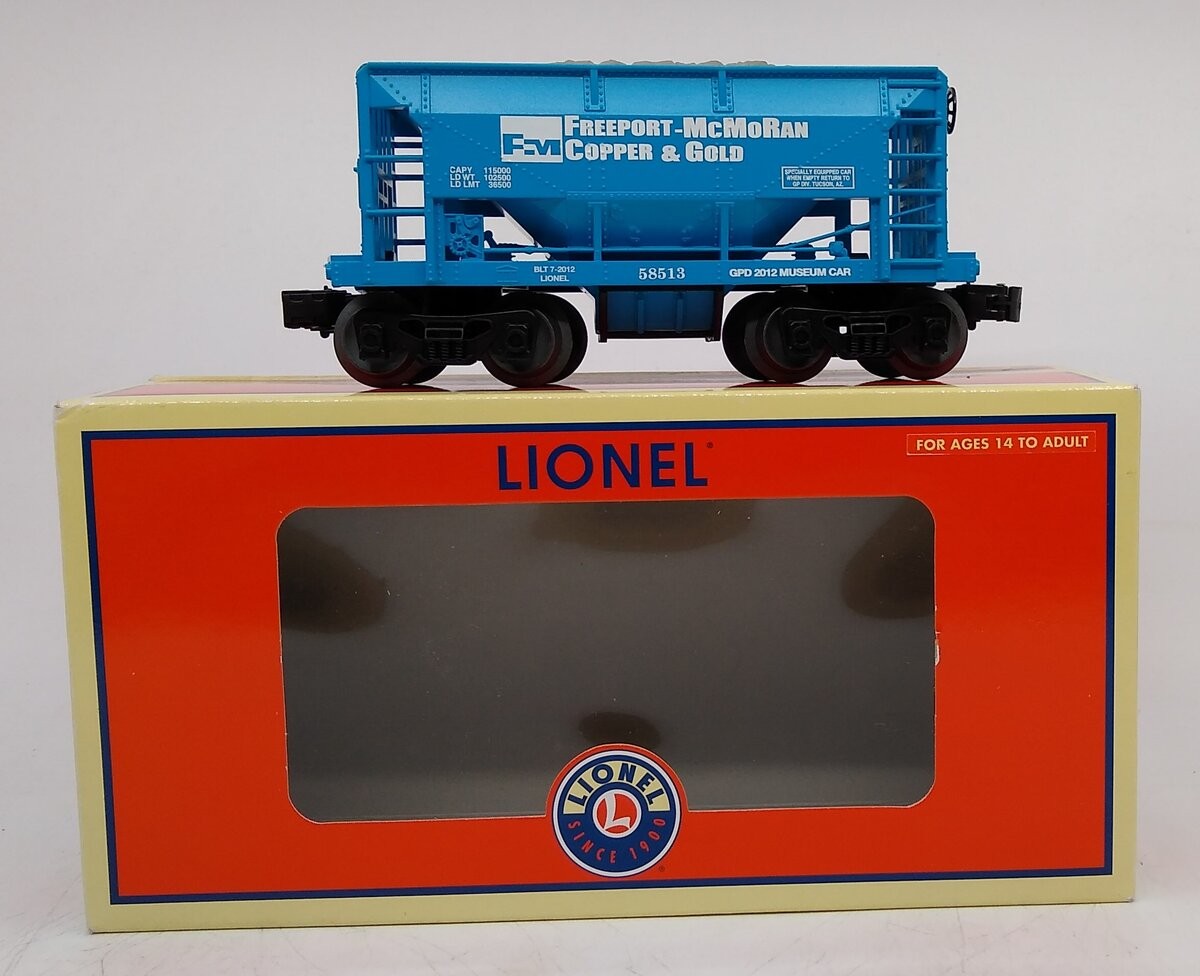 FREEPORT-MCMORAN
COPPER & GOLD
CAPY 115000
LD WT 102500
LD LMT 36500
SPECIALLY EQUIPPED CAR
WHEN EMPTY RETURN TO
GP DIV. TUCSON, AZ.
BLT 7-2012
LIONEL
58513
GPD 2012 MUSEUM CAR
LIONEL®
FOR AGES 14 TO ADULT
LIONEL
L
SINCE 1900